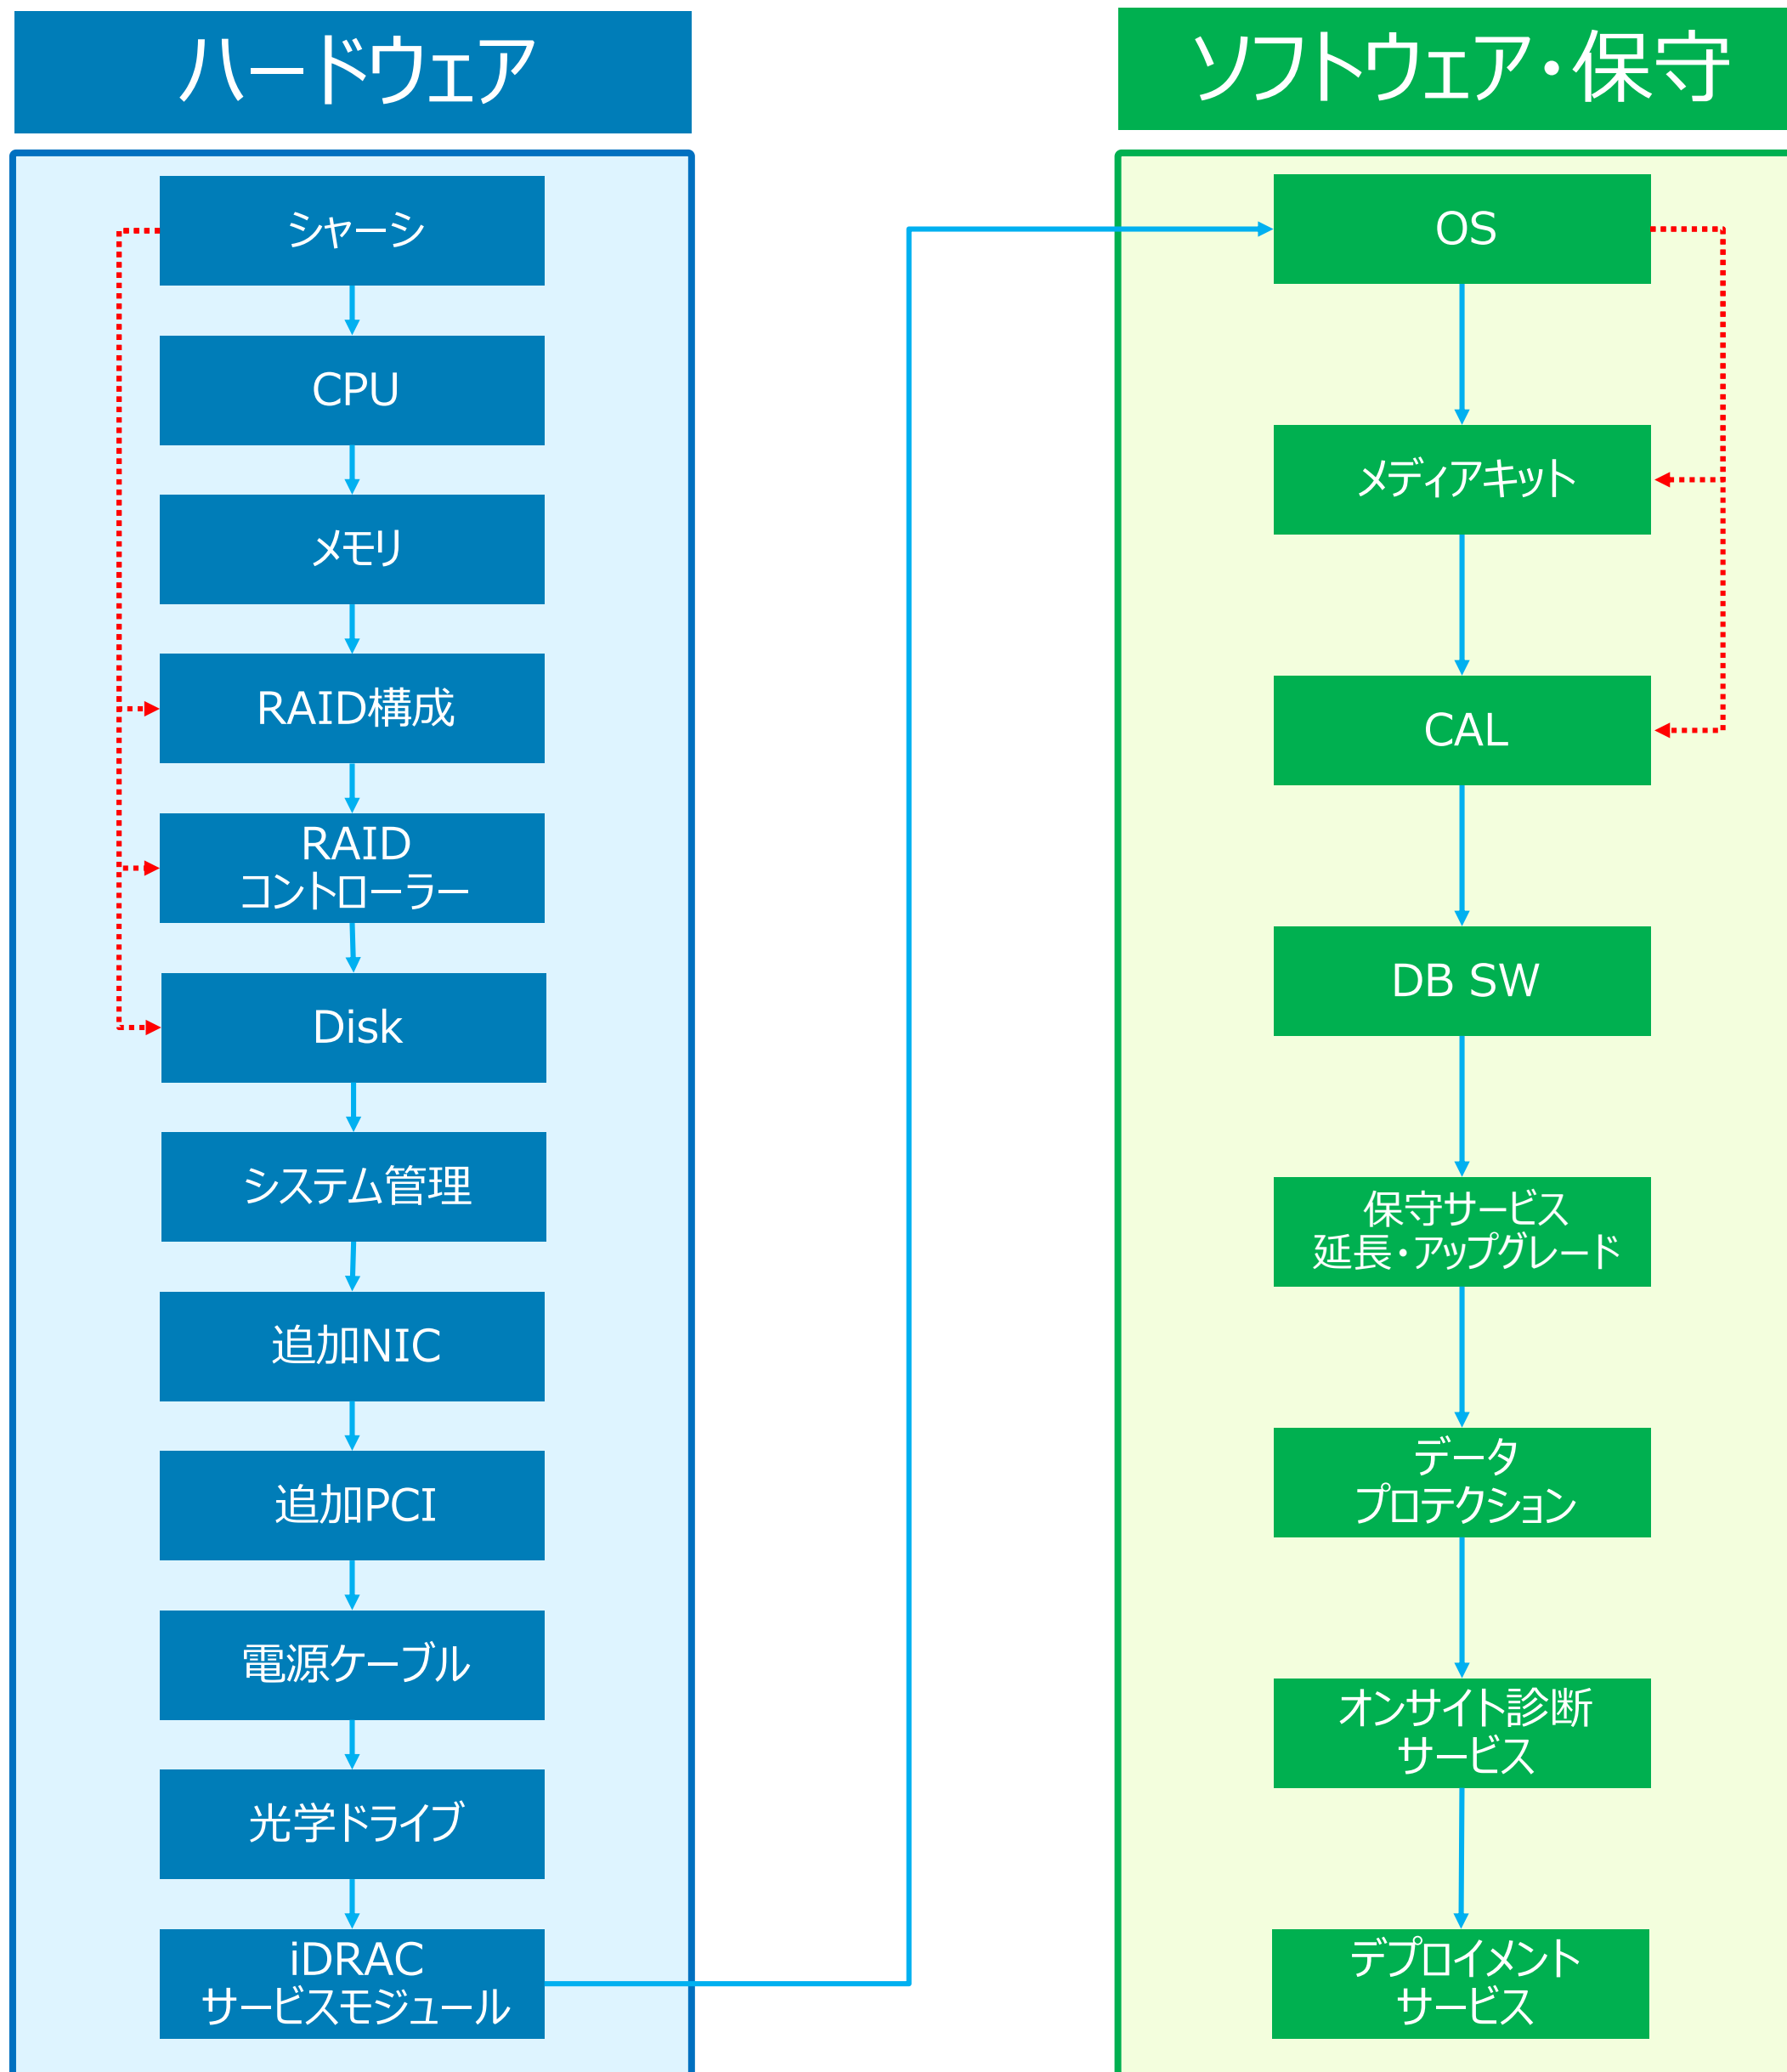 ハードウェア
シャーシ
CPU
メモリ
RAID構成
RAID
コントローラー
Disk
システム管理
追加NIC
追加PCI
電源ケーブル
光学ドライブ
iDRAC
サービスモジュール
ソフトウェア・保守
OS
メディアキット
CAL
DB SW
保守サービス
延長・アップグレード
データ
プロテクション
オンサイト診断
サービス
デプロイメント
サービス